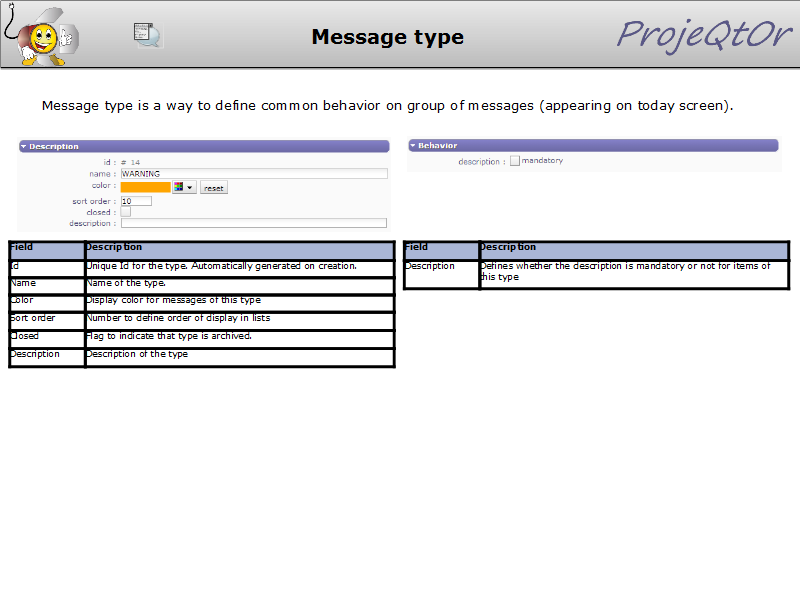 Message type
ProjeQtOr
Message type is a way to define common behavior on group of messages (appearing on today screen).
Description
id : # 14
name : WARNING
color : reset
sort order : 10
closed :
description :
Behavior
description : mandatory
Field Description
Id Unique Id for the type. Automatically generated on creation.
Name Name of the type.
Color Display color for messages of this type
Sort order Number to define order of display in lists
Closed Flag to indicate that type is archived.
Description Description of the type
Field Description
Description Defines whether the description is mandatory or not for items of
this type